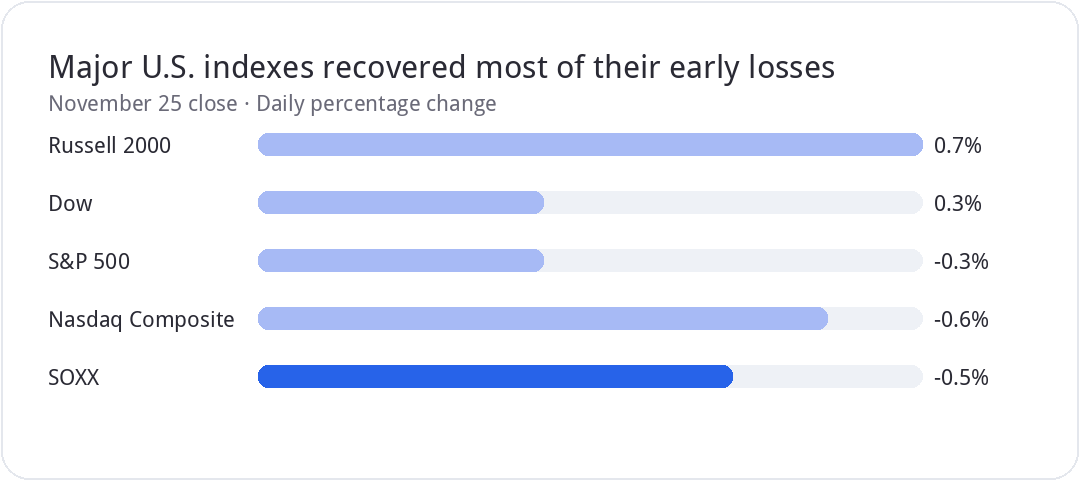 Major U.S. indexes recovered most of their early losses
November 25 close · Daily percentage change
Russell 2000 0.7%
Dow 0.3%
S&P 500 -0.3%
Nasdaq Composite -0.6%
SOXX -0.5%